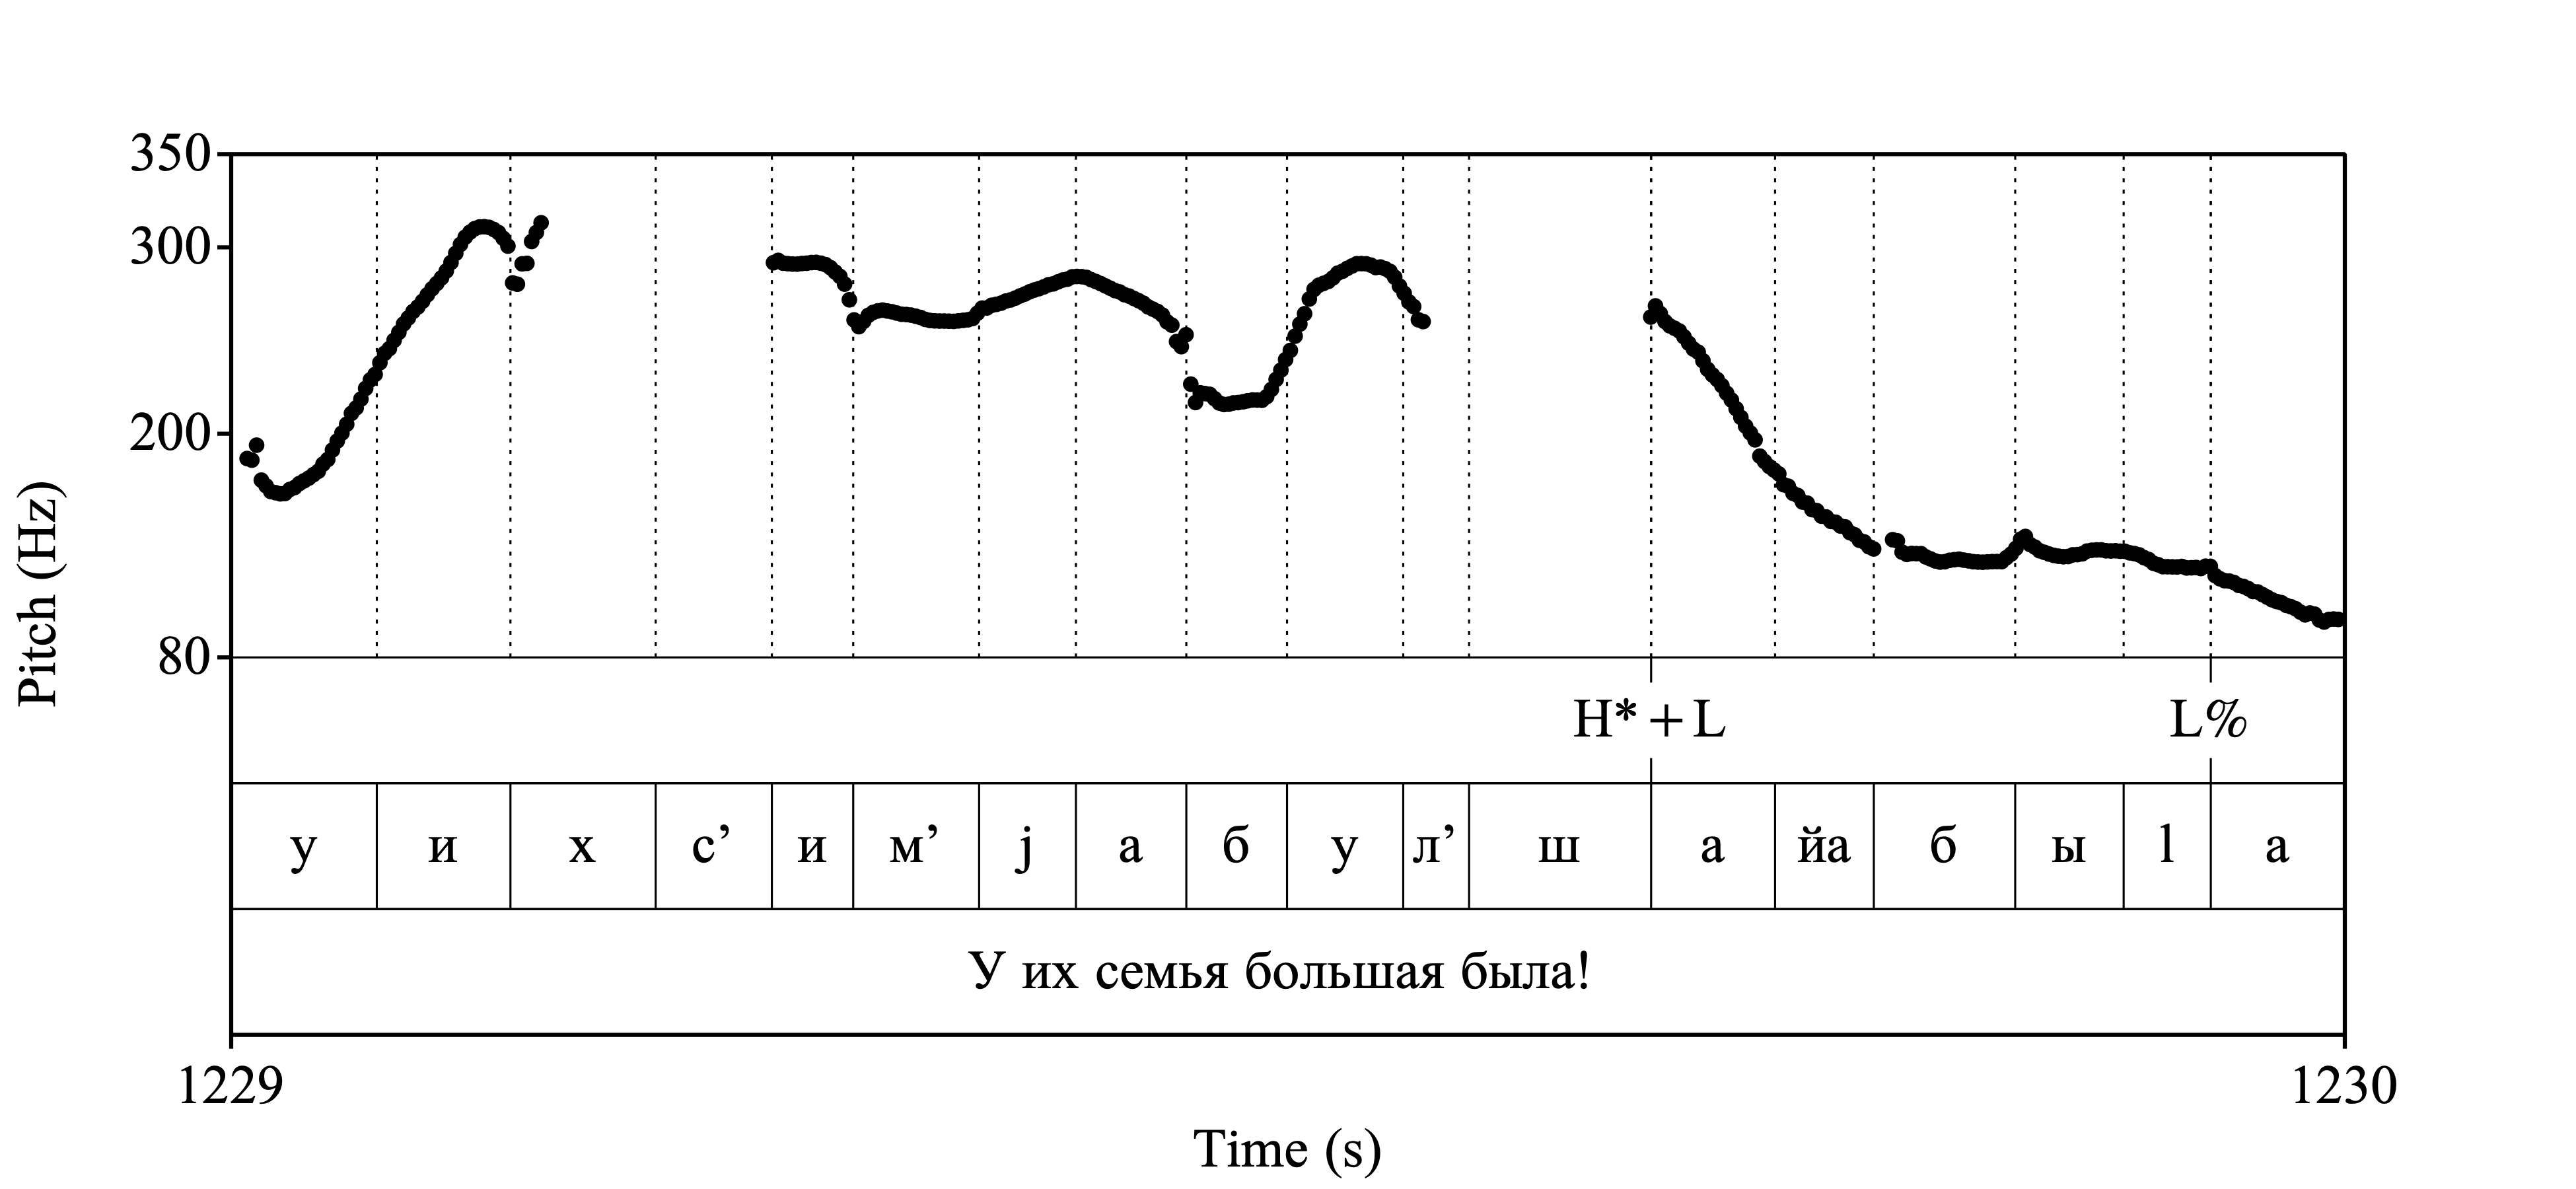 350
300
200
80
Pitch (Hz)
H*+L L%
у и х с’ и м’ j а б у л’ ш а йа б ы l а
У их семья большая была!
1229 1230
Time (s)